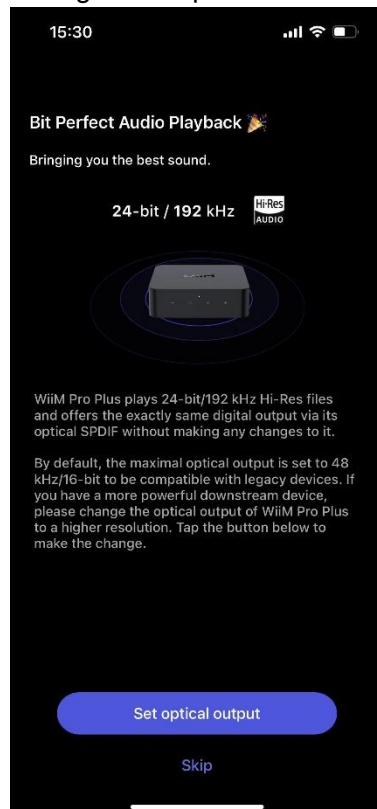 15:30
Bit Perfect Audio Playback 🎉
Bringing you the best sound.
24-bit / 192 kHz Hi-Res AUDIO
WiiM
WiiM Pro Plus plays 24-bit/192 kHz Hi-Res files
and offers the exactly same digital output via its
optical SPDIF without making any changes to it.
By default, the maximal optical output is set to 48
kHz/16-bit to be compatible with legacy devices. If
you have a more powerful downstream device,
please change the optical output of WiiM Pro Plus
to a higher resolution. Tap the button below to
make the change.
Set optical output
Skip